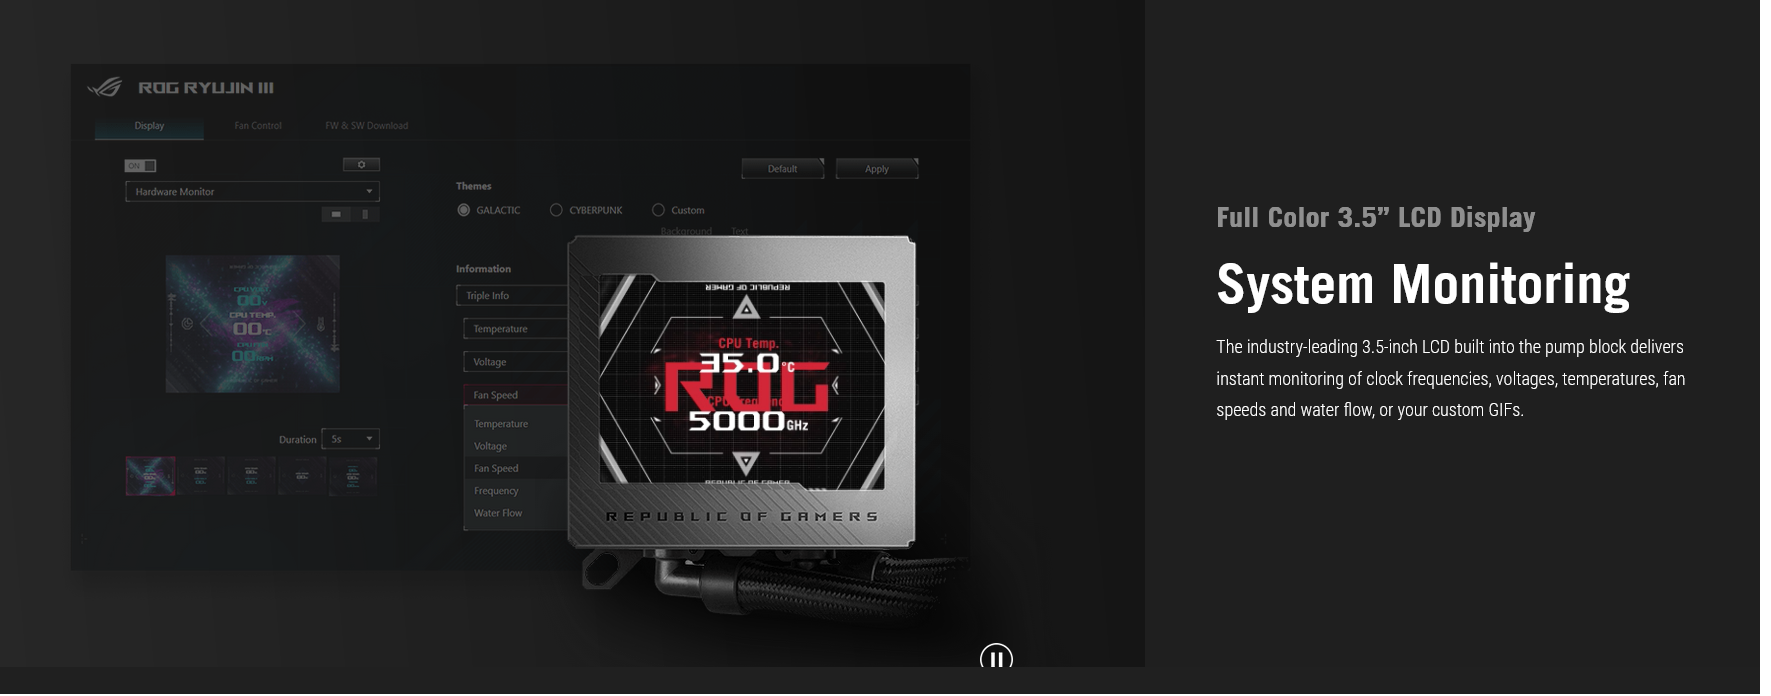 ROG RYUJIN III
Display Fan Control FW & SW Download
ON
Default Apply
Hardware Monitor
Themes
GALACTIC CYBERPUNK Custom
Background Text
Information
Triple Info
CPU TEMP.
00°C
Temperature
Voltage
Fan Speed
Temperature
Voltage
Fan Speed
Frequency
Water Flow
Duration 5s
REPUBLIC OF GAMER
CPU Temp.
35.0°C
ROG
5000GHz
REPUBLIC OF GAMERS
Full Color 3.5” LCD Display
System Monitoring
The industry-leading 3.5-inch LCD built into the pump block delivers
instant monitoring of clock frequencies, voltages, temperatures, fan
speeds and water flow, or your custom GIFs.